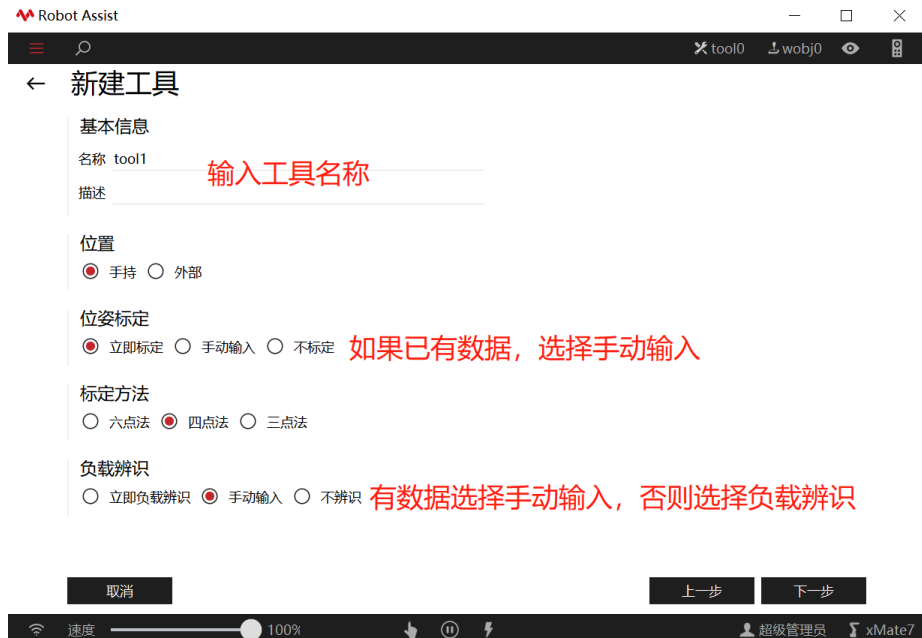 Robot Assist
tool0 wobj0
新建工具
基本信息
名称 tool1
输入工具名称
描述
位置
手持 外部
位姿标定
立即标定 手动输入 不标定 如果已有数据，选择手动输入
标定方法
六点法 四点法 三点法
负载辨识
立即负载辨识 手动输入 不辨识 有数据选择手动输入，否则选择负载辨识
取消 上一步 下一步
速度 100% 超级管理员 xMate7